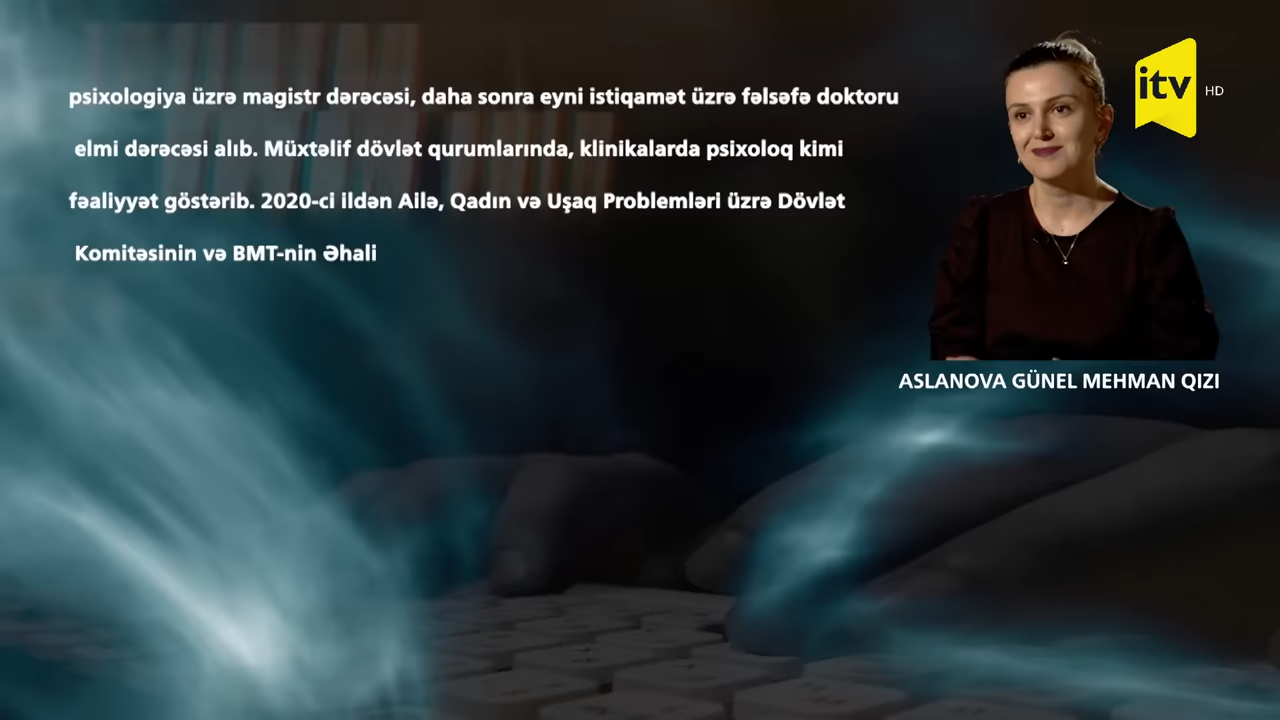 psixologiya üzrə magistr dərəcəsi, daha sonra eyni istiqamət üzrə fəlsəfə doktoru
elmi dərəcəsi alıb. Müxtəlif dövlət qurumlarında, klinikalarda psixoloq kimi
fəaliyyət göstərib. 2020-ci ildən Ailə, Qadın və Uşaq Problemləri üzrə Dövlət
Komitəsinin və BMT-nin Əhali
itv HD
ASLANOVA GÜNEL MEHMAN QIZI